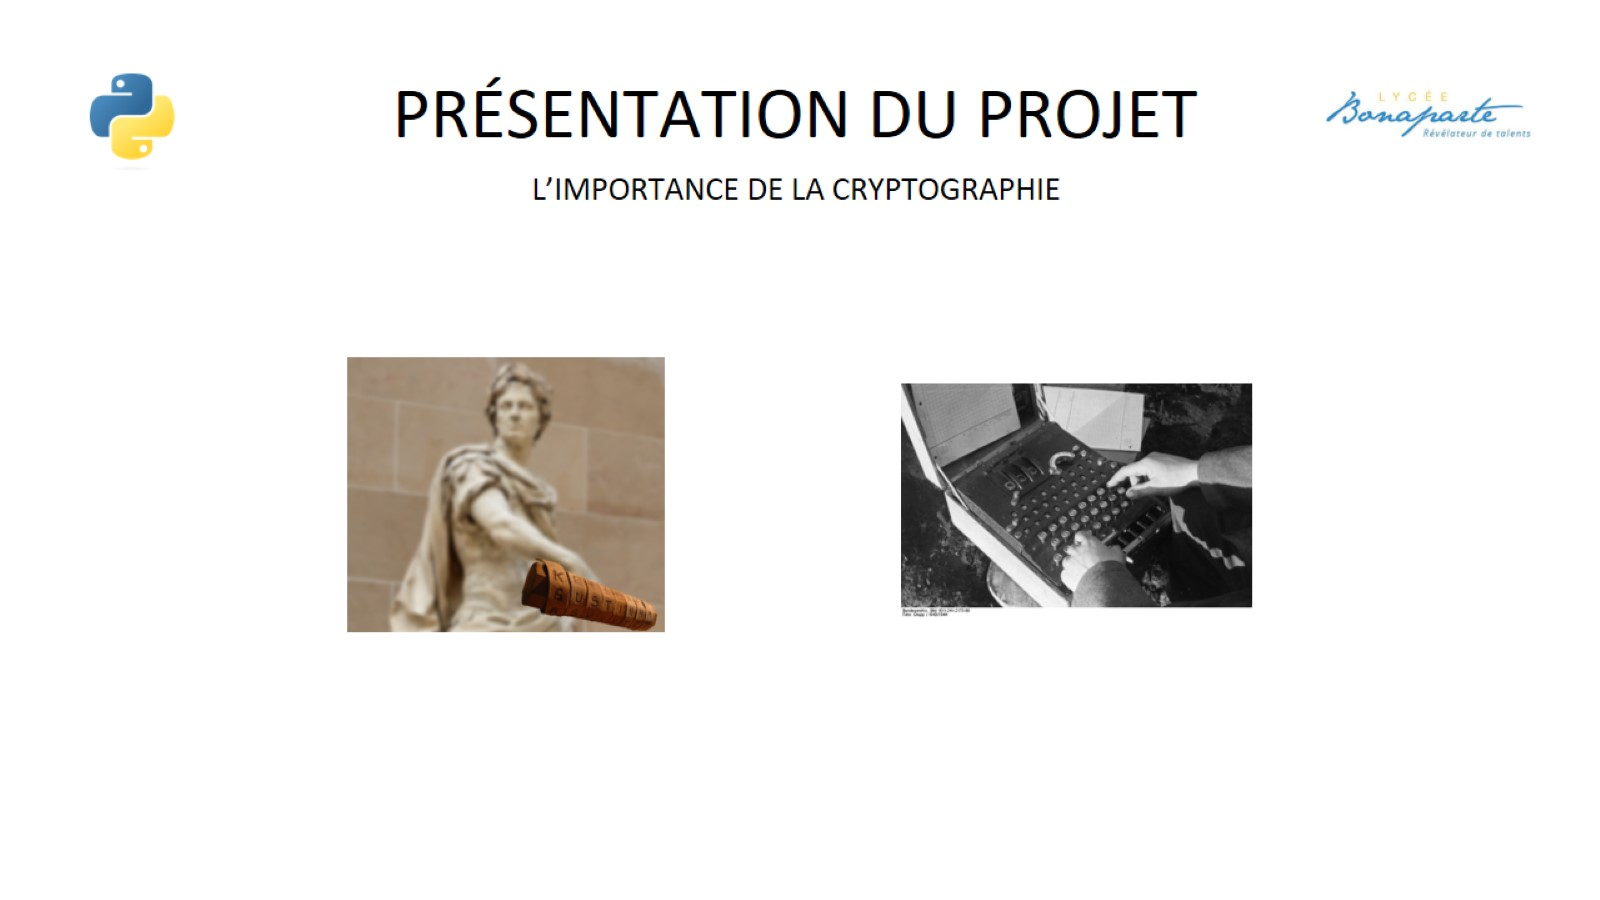 PRÉSENTATION DU PROJET
LYCÉE
Bonaparte
Révélateur de talents
L'IMPORTANCE DE LA CRYPTOGRAPHIE